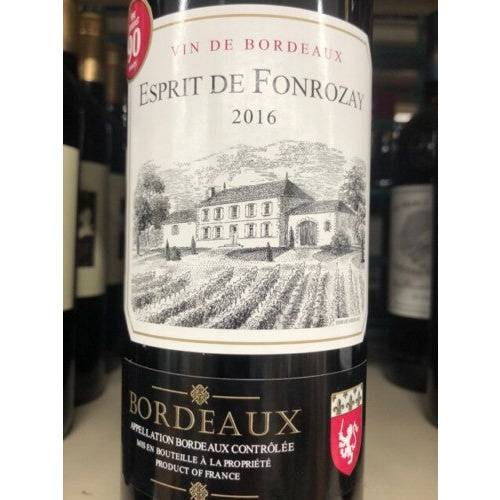 90
VIN DE BORDEAUX
ESPRIT DE FONROZAY
2016
BORDEAUX
APPELLATION BORDEAUX CONTRÔLÉE
MIS EN BOUTEILLE À LA PROPRIÉTÉ
PRODUCT OF FRANCE